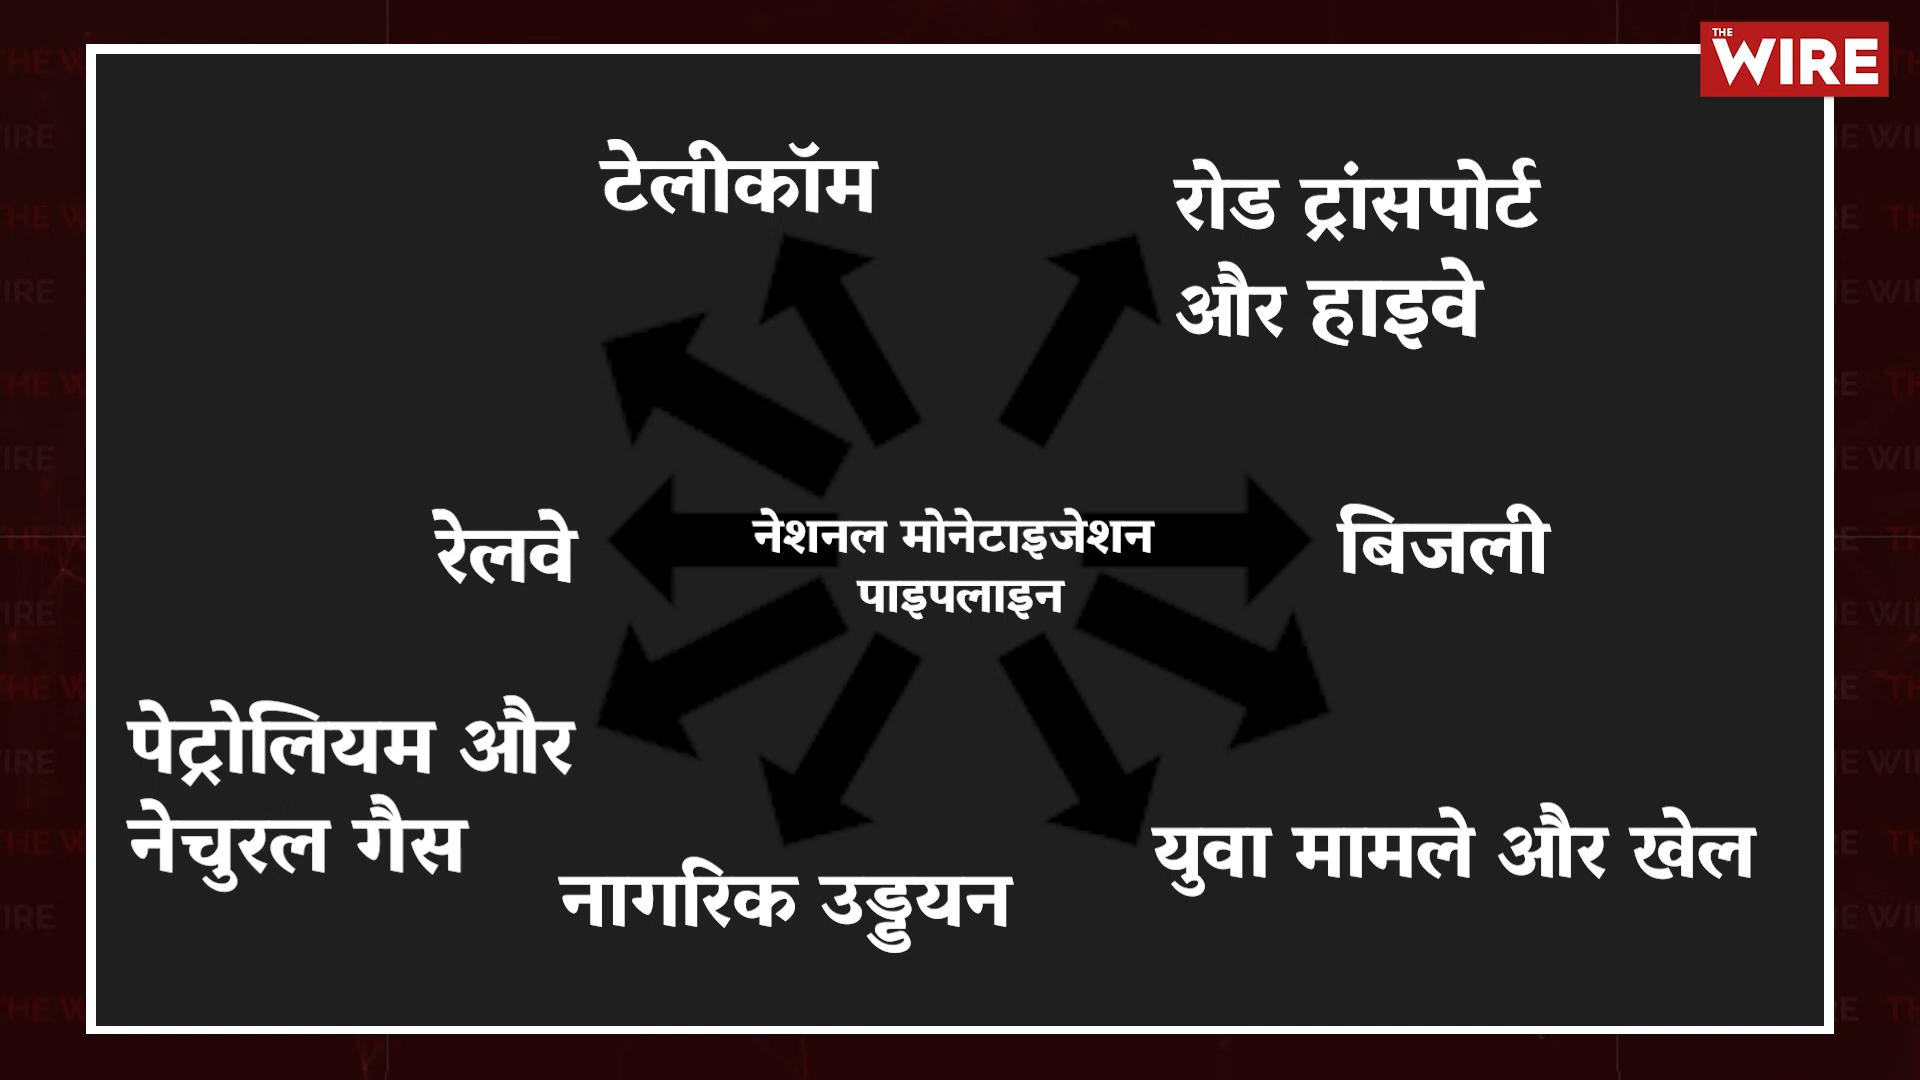 THE
WIRE
टेलीकॉम
रोड ट्रांसपोर्ट
और हाइवे
रेलवे
नेशनल मोनेटाइजेशन
पाइपलाइन
बिजली
पेट्रोलियम और
नेचुरल गैस
नागरिक उड्डयन
युवा मामले और खेल